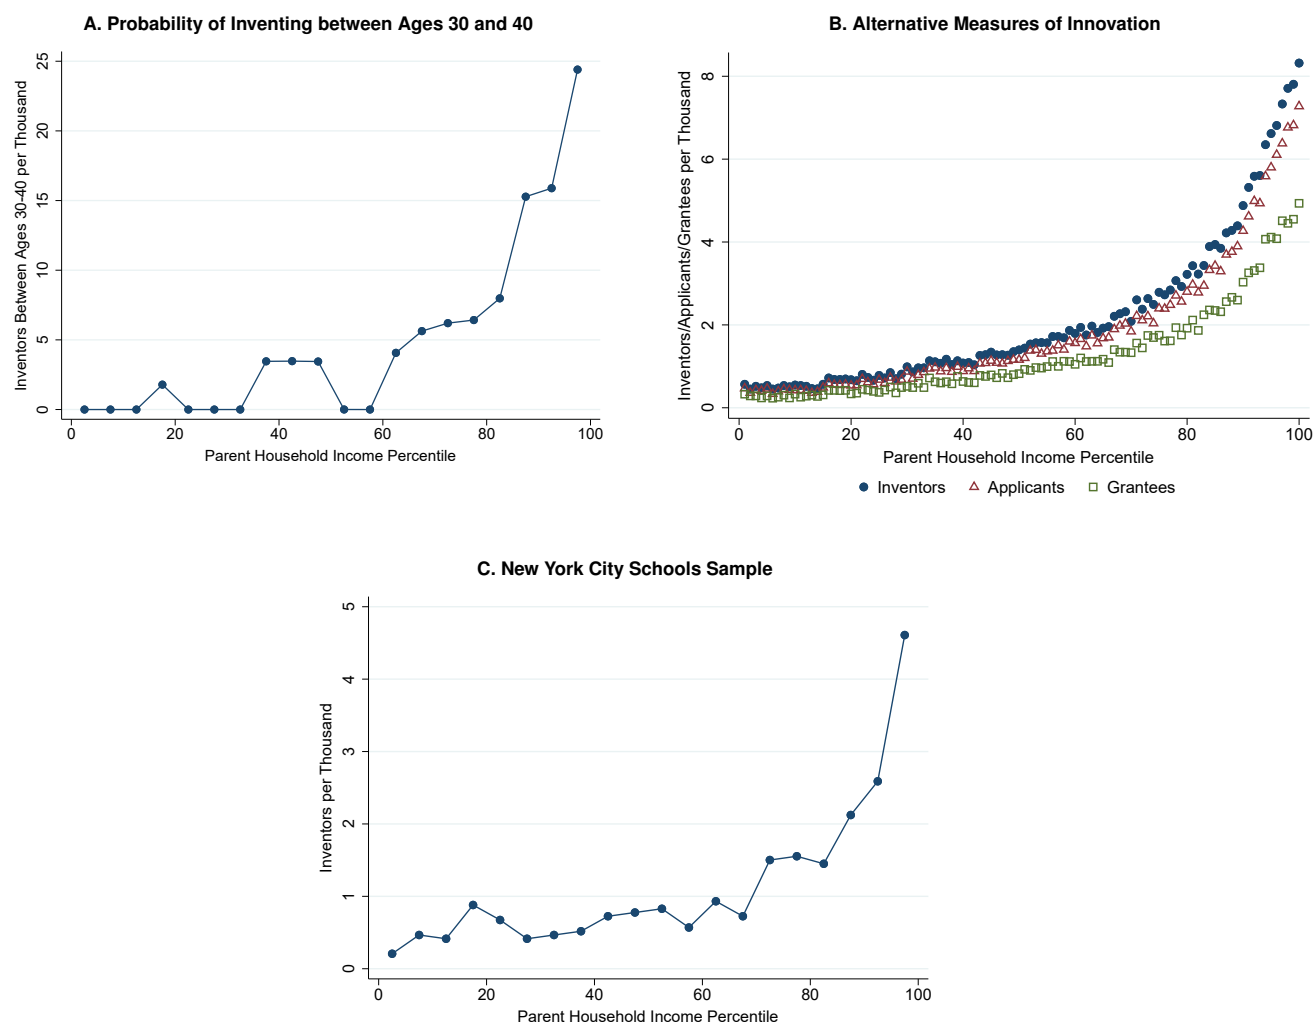 A. Probability of Inventing between Ages 30 and 40
Inventors Between Ages 30-40 per Thousand
25
20
15
10
5
0
0 20 40 60 80 100
Parent Household Income Percentile
B. Alternative Measures of Innovation
Inventors/Applicants/Grantees per Thousand
8
6
4
2
0
0 20 40 60 80 100
Parent Household Income Percentile
Inventors Applicants Grantees
C. New York City Schools Sample
Inventors per Thousand
5
4
3
2
1
0
0 20 40 60 80 100
Parent Household Income Percentile